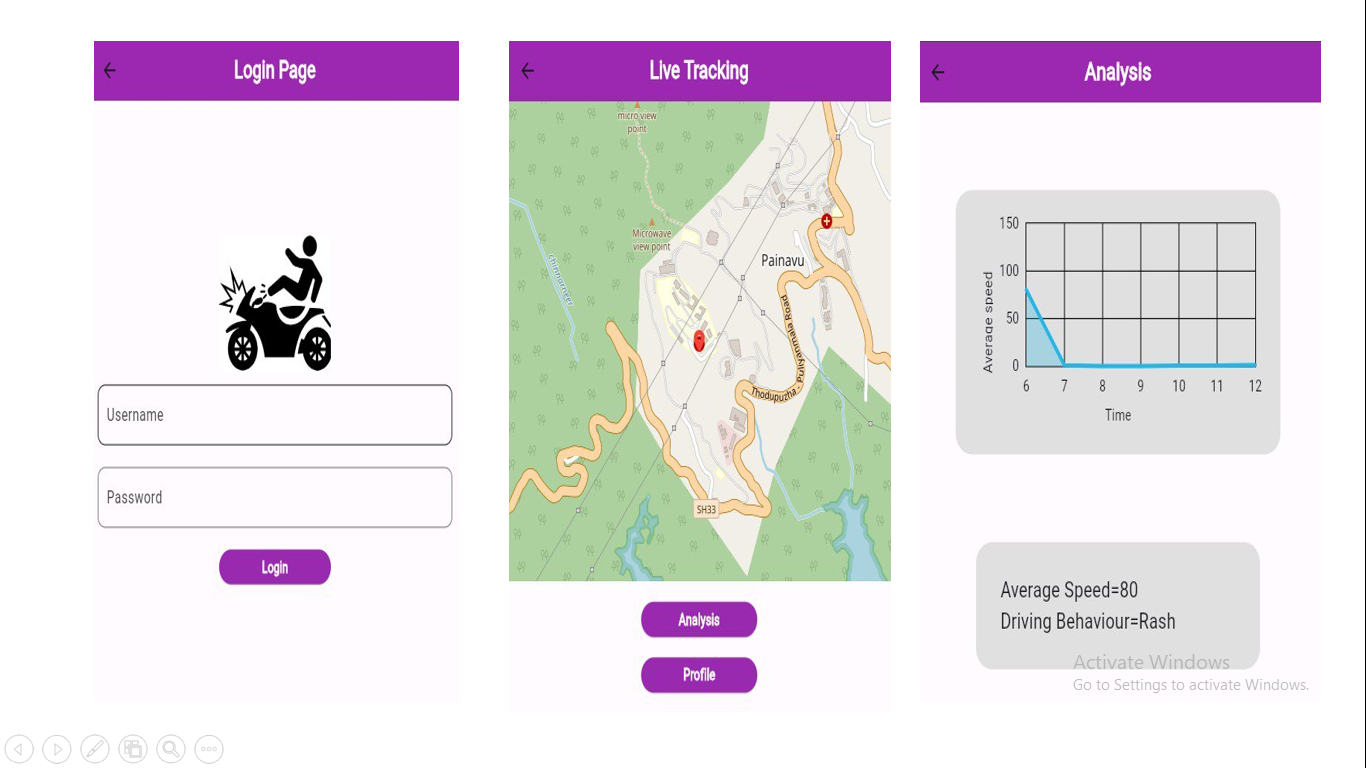 Login Page
Username
Password
Login
Live Tracking
micro view
point
Microwave
view point
chinnarneer
Painavu
Thodupuzha - Puliyanmala Road
SH33
Analysis
Profile
Analysis
150
100
50
0
Average speed
6 7 8 9 10 11 12
Time
Average Speed=80
Driving Behaviour=Rash
Activate Windows
Go to Settings to activate Windows.